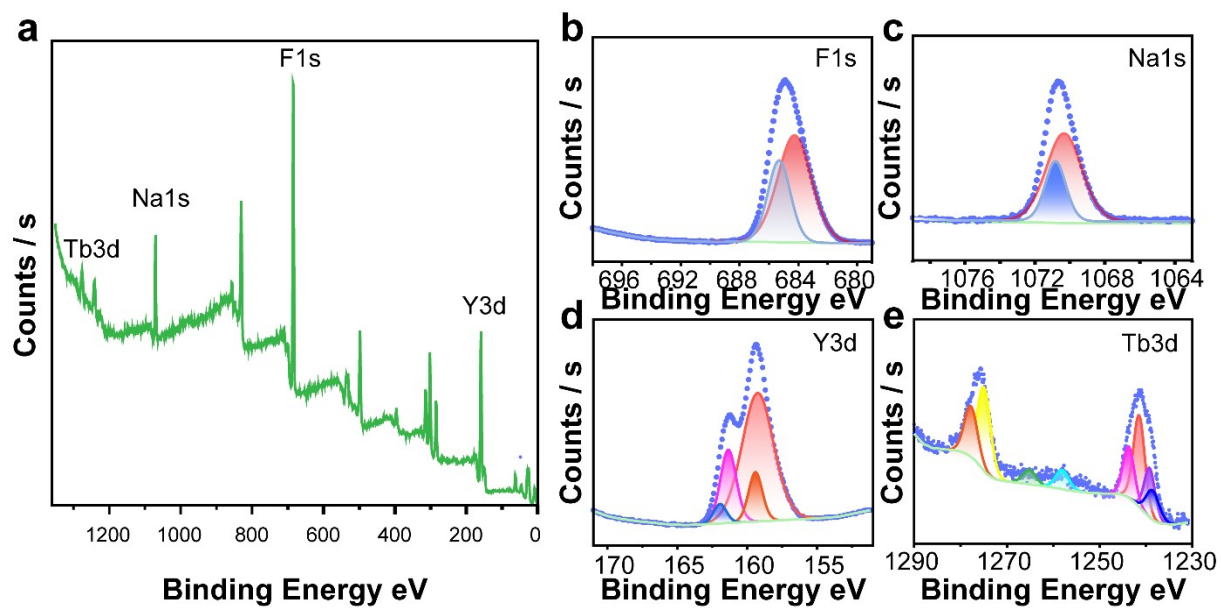 a
F1s
Na1s
Tb3d
Y3d
Counts / s
1200 1000 800 600 400 200 0
Binding Energy eV
b
F1s
Counts / s
696 692 688 684 680
Binding Energy eV
c
Na1s
Counts / s
1076 1072 1068 1064
Binding Energy eV
d
Y3d
Counts / s
170 165 160 155
Binding Energy eV
e
Tb3d
Counts / s
1290 1270 1250 1230
Binding Energy eV